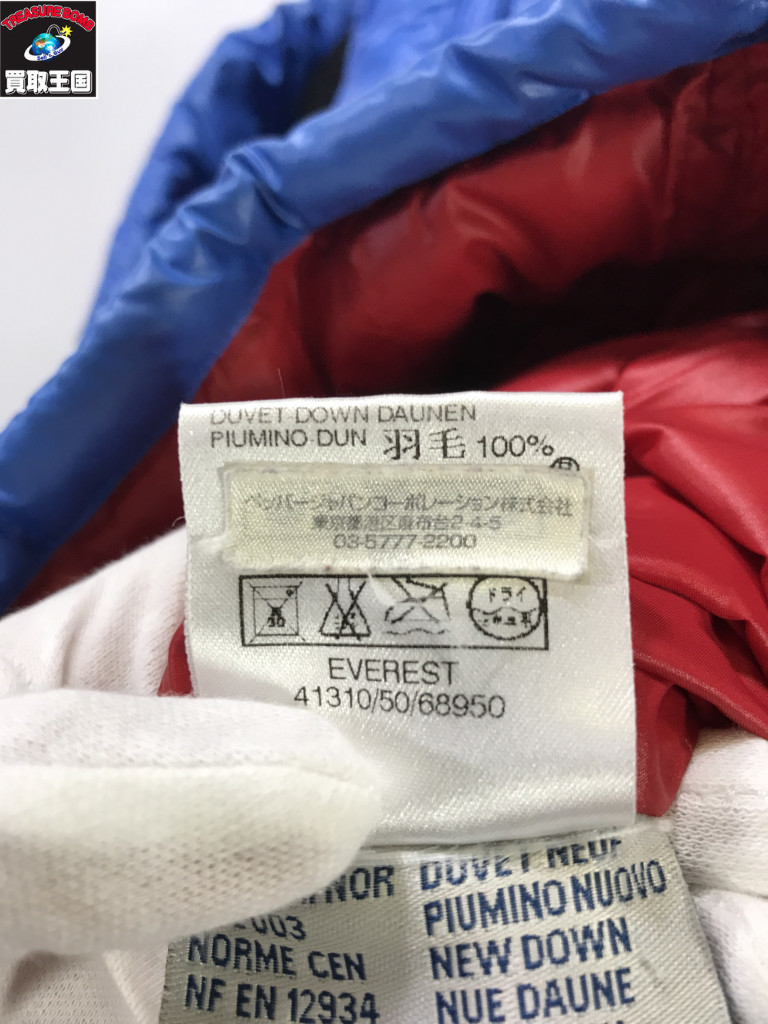 TREASURE BOMB
買取王国
DUVET DOWN DAUNEN
PIUMINO DUN 羽毛 100%
ペッパージャパンコーポレーション株式会社
東京都港区麻布台2-4-5
03-5777-2200
30
ドライ
EVEREST
41310/50/68950
NOR
003
NORME CEN
NF EN 12934
DUVET NEUF
PIUMINO NUOVO
NEW DOWN
NUE DAUNE